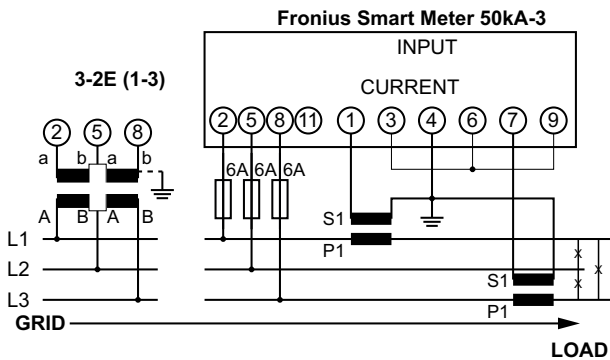 Fronius Smart Meter 50kA-3
INPUT
CURRENT
3-2E (1-3)
2 5 8 11 1 3 4 6 7 9
2 5 8
a b a b
6A 6A 6A
A B A B
S1
P1
L1
L2
L3
S1
P1
x
x x
GRID
LOAD